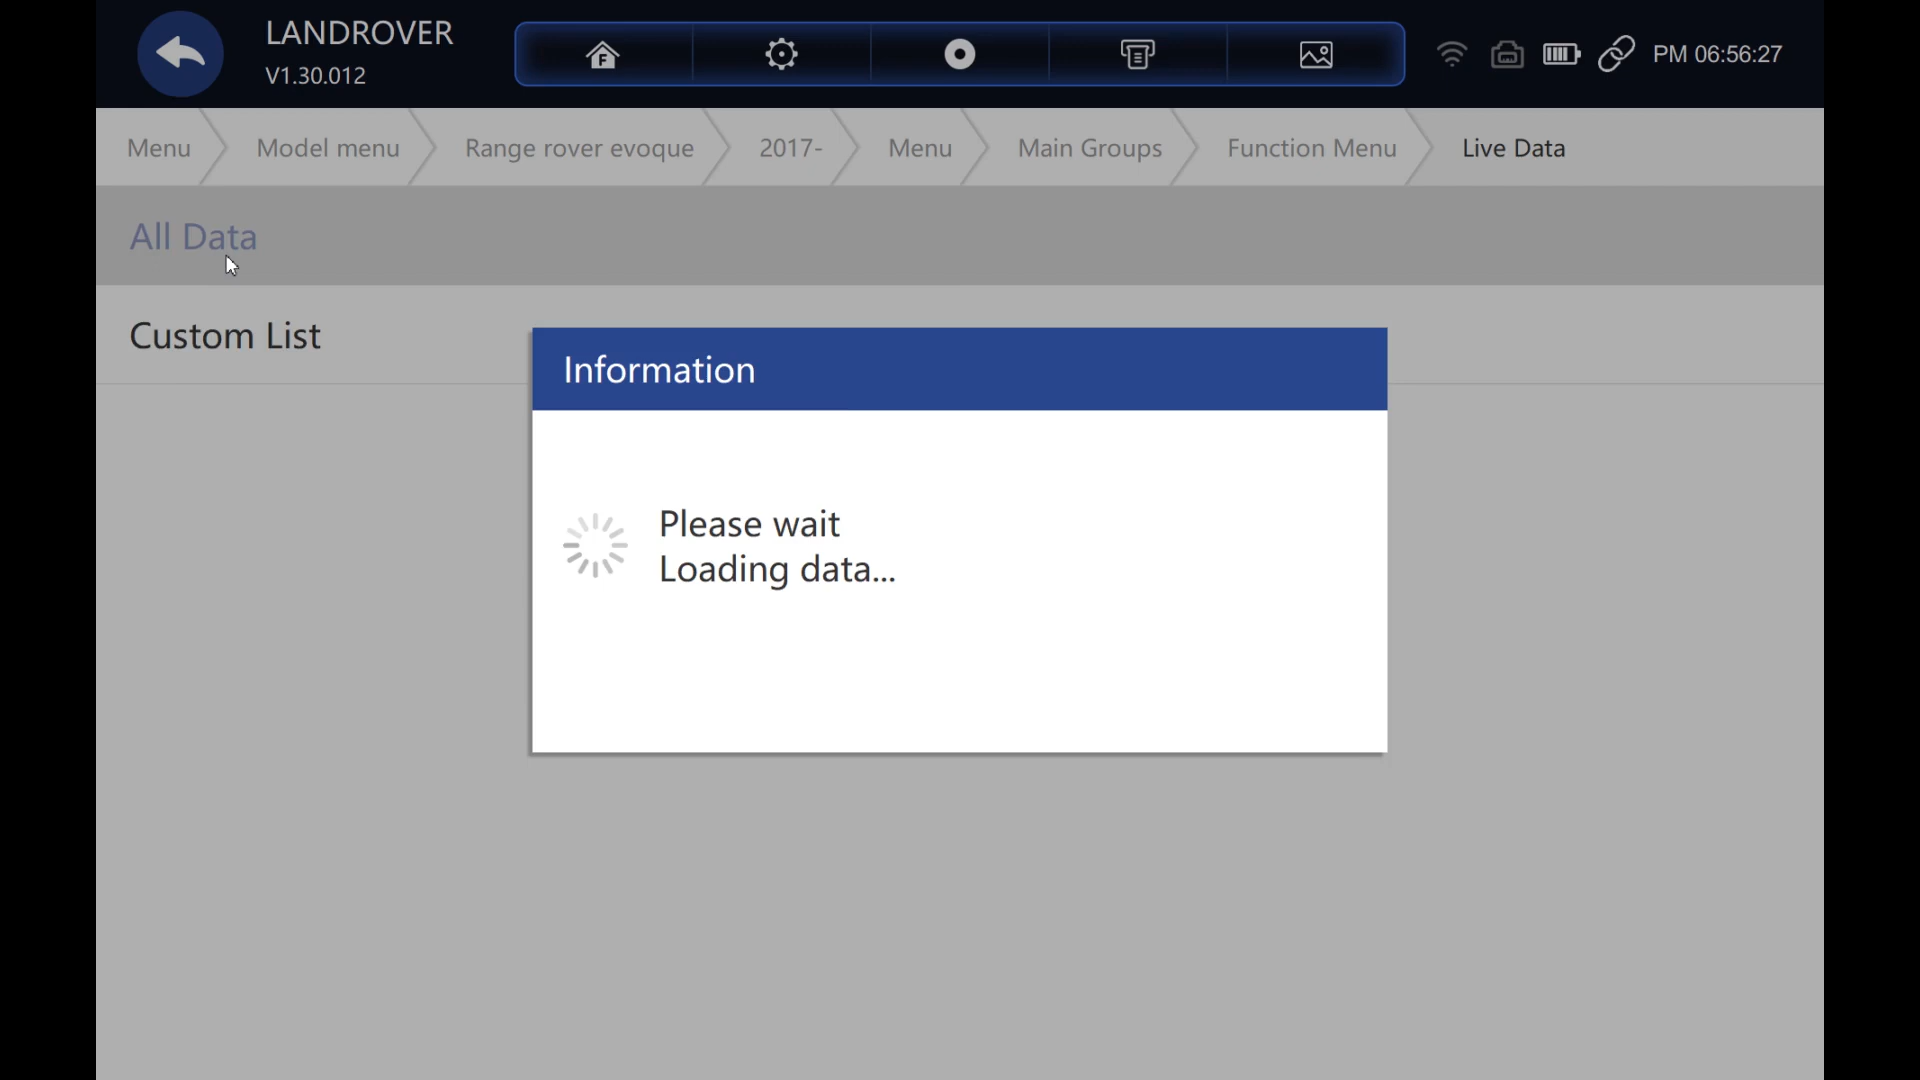 LANDROVER
V1.30.012
F
PM 06:56:27
Menu
Model menu
Range rover evoque
2017-
Menu
Main Groups
Function Menu
Live Data
All Data
Custom List
Information
Please wait
Loading data...